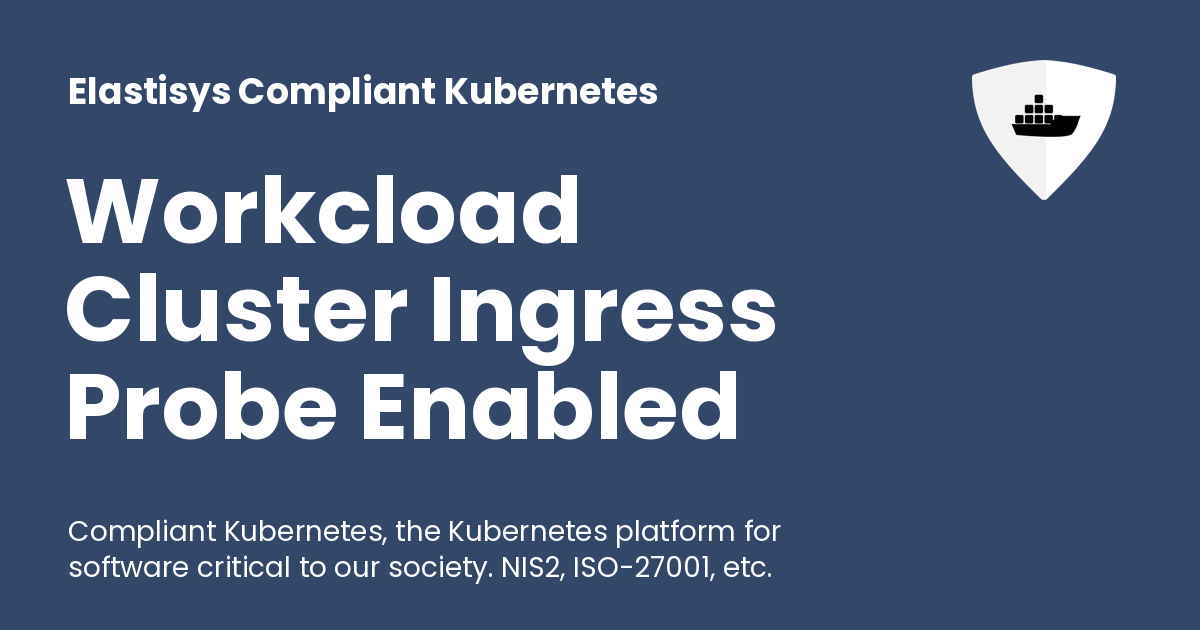 Elastisys Compliant Kubernetes
Workload
Cluster Ingress
Probe Enabled
Compliant Kubernetes, the Kubernetes platform for
software critical to our society. NIS2, ISO-27001, etc.